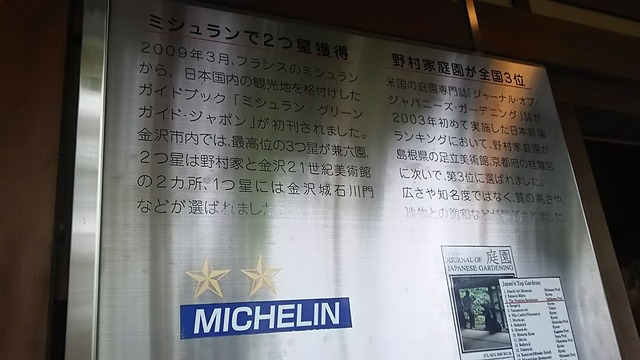 ミシュランで2つ星獲得
2009年3月、フランスのミシュラン
から、日本国内の観光地を格付けした
ガイドブック「ミシュラン・グリーン
ガイド・ジャポン」が初刊されました。
金沢市内では、最高位の3つ星が兼六園、
2つ星は野村家と金沢21世紀美術館
の2カ所、1つ星には金沢城石川門
などが選ばれました。
MICHELIN
野村家庭園が全国3位
米国の庭園専門誌「ジャーナル・オブ・
ジャパニーズ・ガーデニング」誌が
2003年初めて実施した日本庭園
ランキングにおいて、野村家庭園が
島根県の足立美術館、京都府の桂離宮
に次いで、第3位に選ばれました。
広さや知名度ではなく、質の高さや
建物との調和などが
JOURNAL OF 庭園
JAPANESE GARDENING
Japan's Top Gardens: